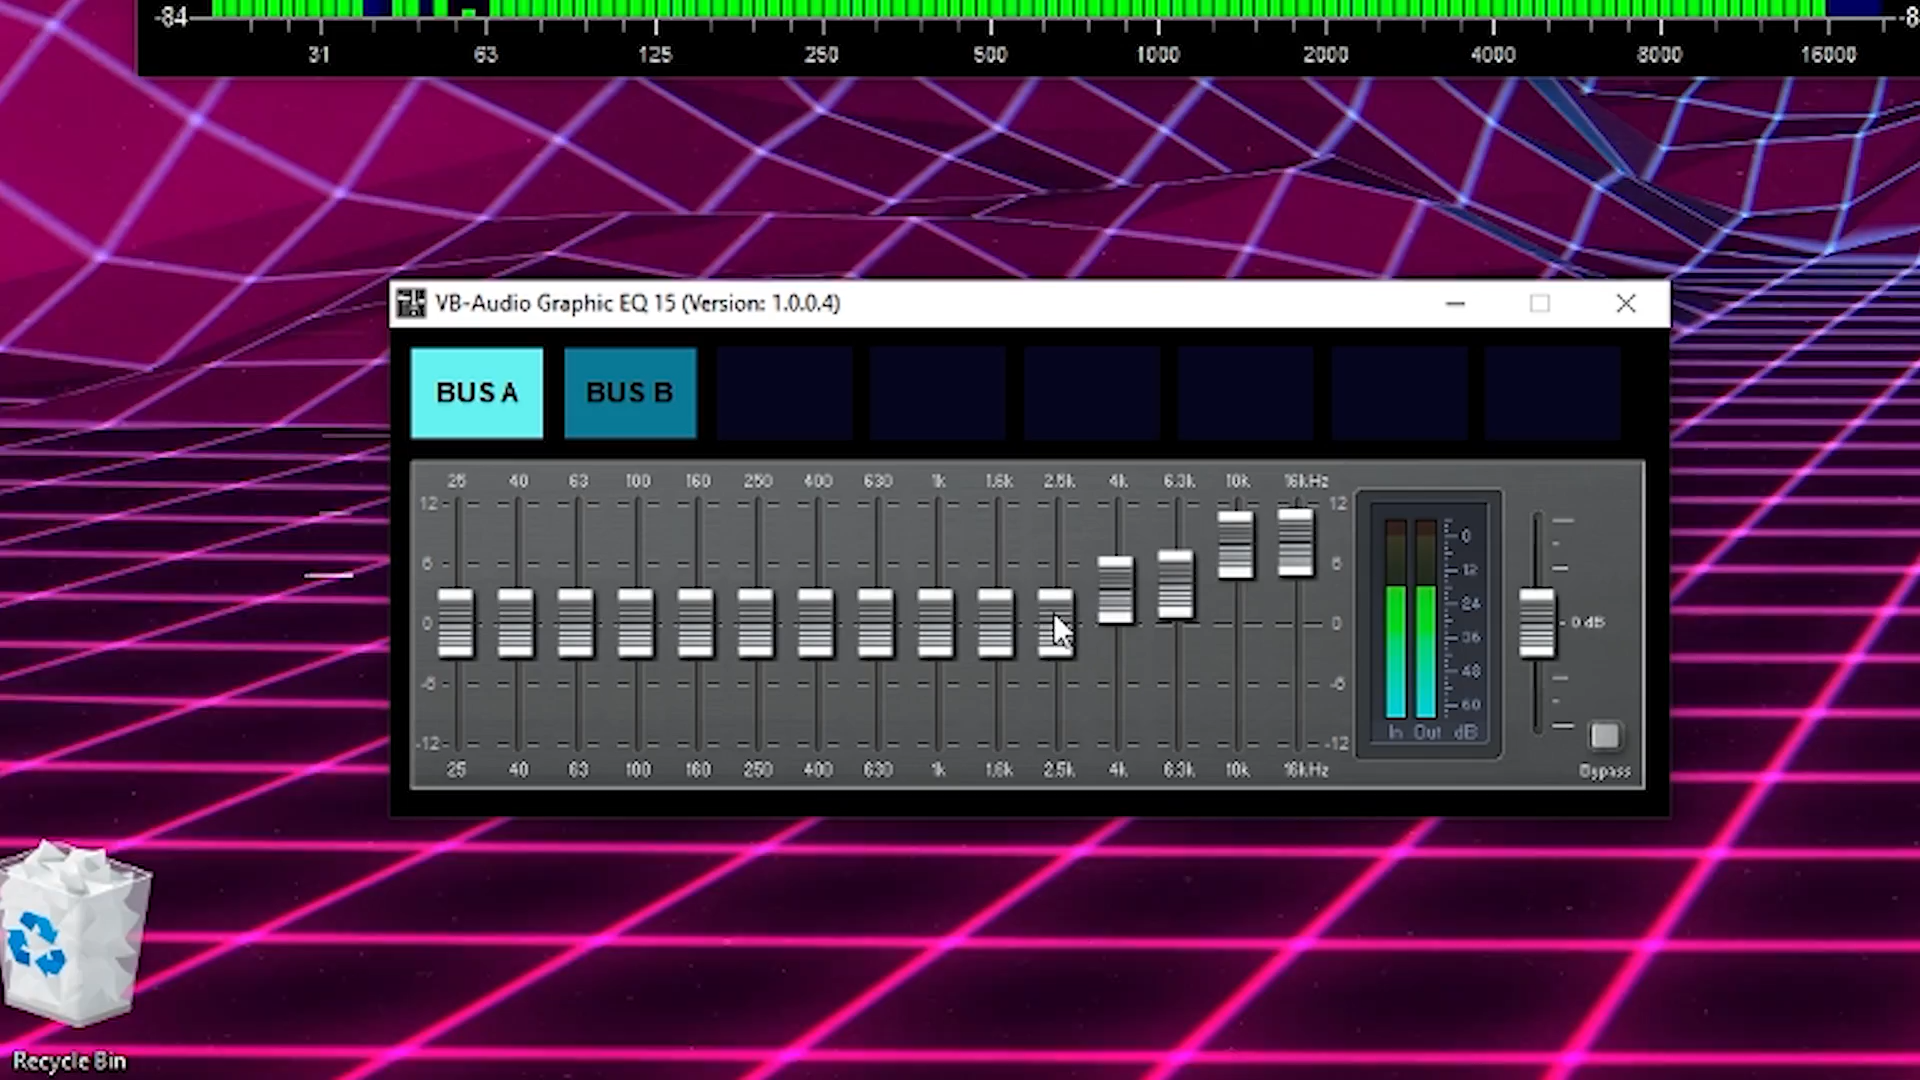 -84
31 63 125 250 500 1000 2000 4000 8000 16000
VB-Audio Graphic EQ 15 (Version: 1.0.0.4)
BUS A BUS B
25 40 63 100 160 250 400 630 1k 1.6k 2.5k 4k 6.3k 10k 16kHz
12 12
6 6
0 0
-6 -6
-12 -12
25 40 63 100 160 250 400 630 1k 1.6k 2.5k 4k 6.3k 10k 16kHz
0
12
24
36
48
60
In Out dB
0 dB
Bypass
Recycle Bin